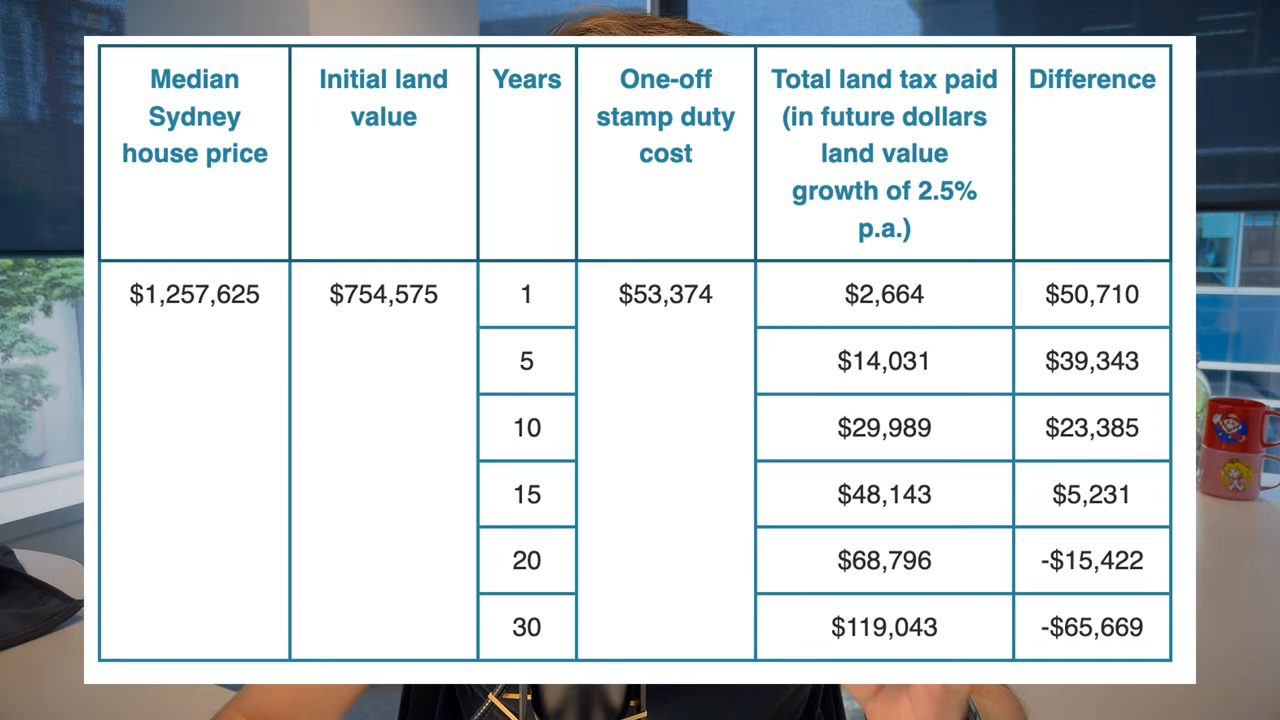 Median
Sydney
house price
Initial land
value
Years
One-off
stamp duty
cost
Total land tax paid
(in future dollars
land value
growth of 2.5%
p.a.)
Difference
$1,257,625
$754,575
1
$53,374
$2,664
$50,710
5
$14,031
$39,343
10
$29,989
$23,385
15
$48,143
$5,231
20
$68,796
-$15,422
30
$119,043
-$65,669